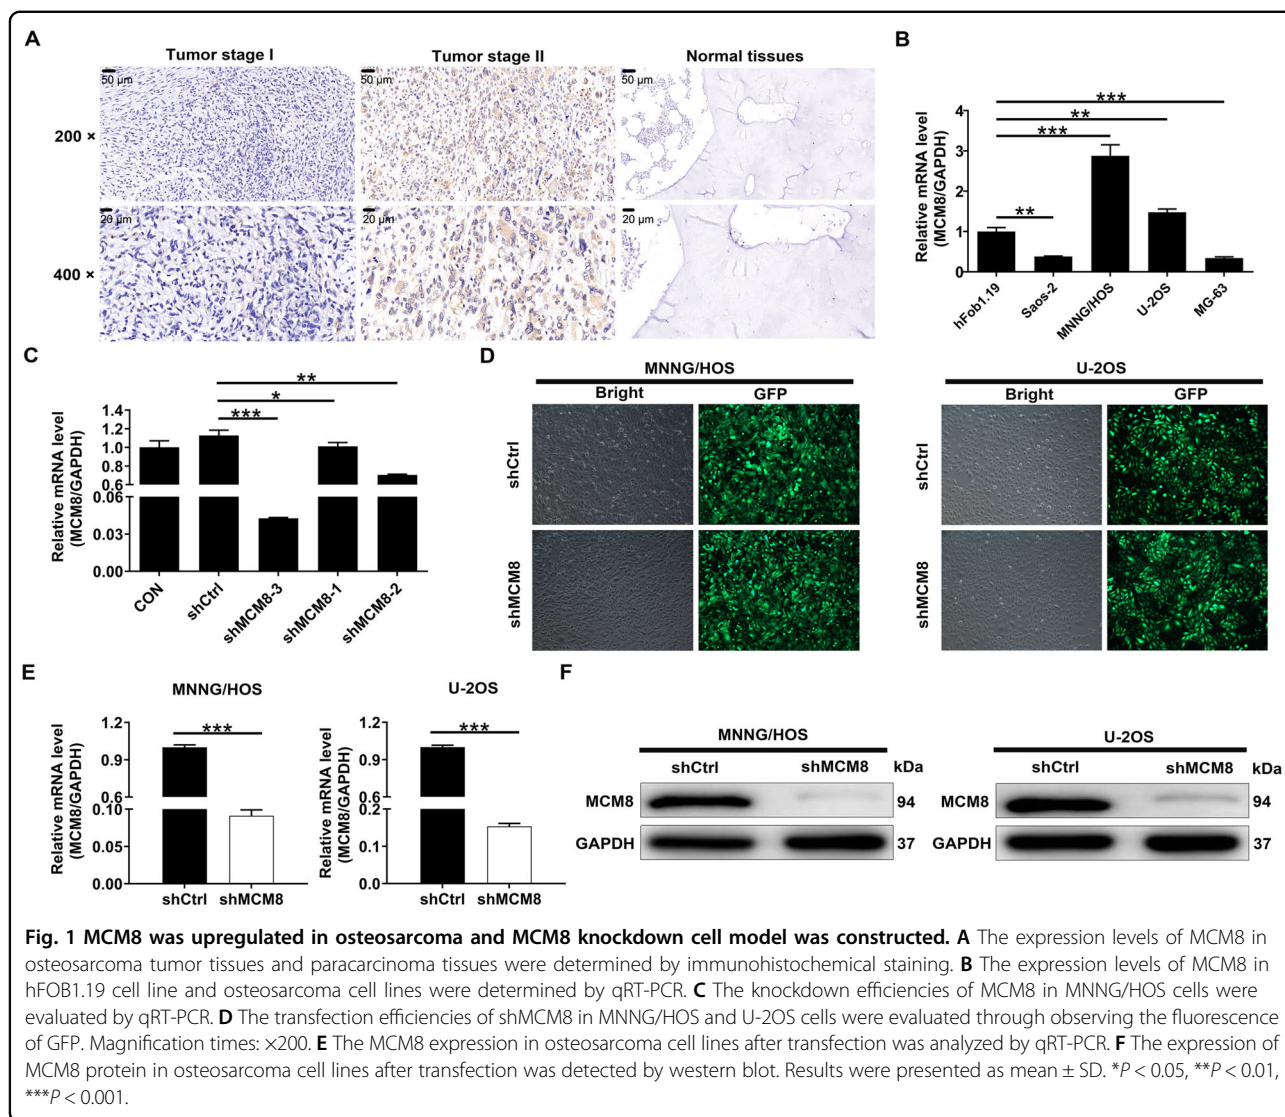 A
Tumor stage I
Tumor stage II
Normal tissues
50 µm
50 µm
50 µm
200 ×
20 µm
20 µm
20 µm
400 ×
B
Relative mRNA level
(MCM8/GAPDH)
4
3
2
1
0
***
**
***
**
hFob1.19
Saos-2
MNNG/HOS
U-2OS
MG-63
C
Relative mRNA level
(MCM8/GAPDH)
1.4
1.2
1.0
0.8
0.6
0.06
0.03
0.00
**
*
***
CON
shCtrl
shMCM8-3
shMCM8-1
shMCM8-2
D
MNNG/HOS
Bright
GFP
shCtrl
shMCM8
U-2OS
Bright
GFP
shCtrl
shMCM8
E
MNNG/HOS
Relative mRNA level
(MCM8/GAPDH)
1.2
0.9
0.6
0.10
0.05
0.00
***
shCtrl shMCM8
U-2OS
Relative mRNA level
(MCM8/GAPDH)
1.2
0.9
0.6
0.2
0.1
0.0
***
shCtrl shMCM8
F
MNNG/HOS
shCtrl shMCM8 kDa
MCM8 94
GAPDH 37
U-2OS
shCtrl shMCM8 kDa
MCM8 94
GAPDH 37
Fig. 1 MCM8 was upregulated in osteosarcoma and MCM8 knockdown cell model was constructed. A The expression levels of MCM8 in
osteosarcoma tumor tissues and paracarcinoma tissues were determined by immunohistochemical staining. B The expression levels of MCM8 in
hFOB1.19 cell line and osteosarcoma cell lines were determined by qRT-PCR. C The knockdown efficiencies of MCM8 in MNNG/HOS cells were
evaluated by qRT-PCR. D The transfection efficiencies of shMCM8 in MNNG/HOS and U-2OS cells were evaluated through observing the fluorescence
of GFP. Magnification times: ×200. E The MCM8 expression in osteosarcoma cell lines after transfection was analyzed by qRT-PCR. F The expression of
MCM8 protein in osteosarcoma cell lines after transfection was detected by western blot. Results were presented as mean ± SD. *P < 0.05, **P < 0.01,
***P < 0.001.